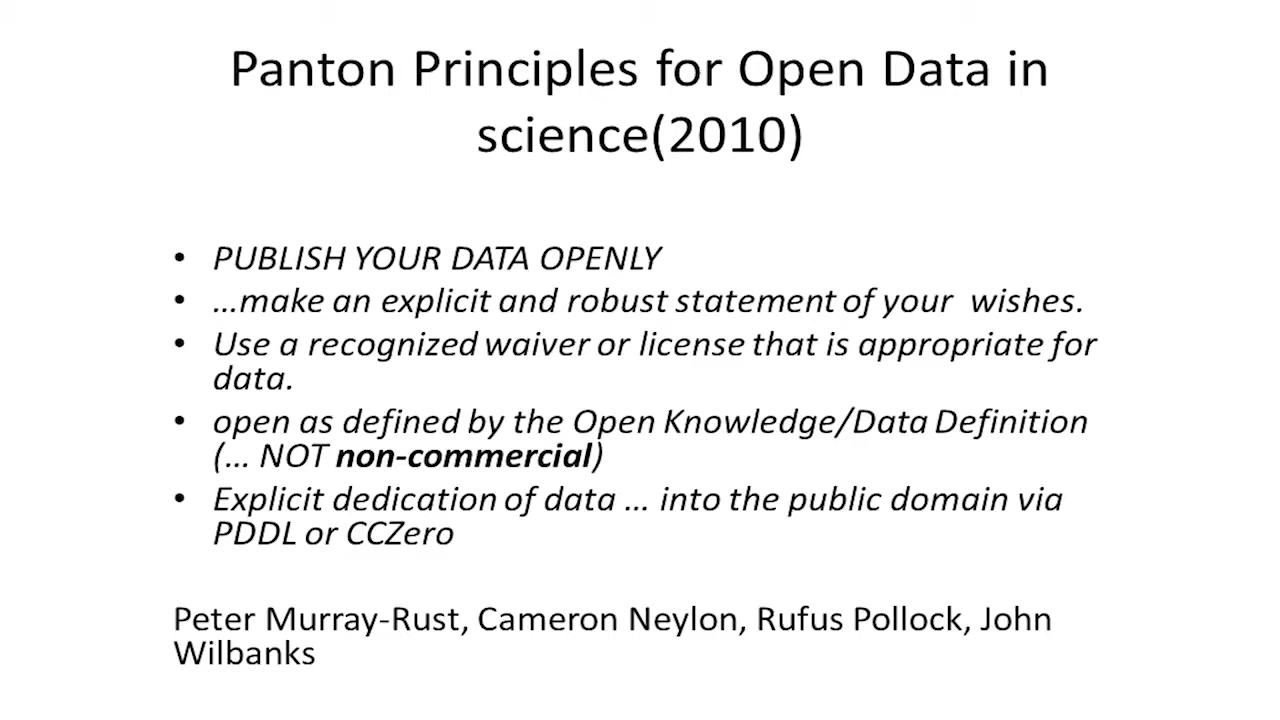 Panton Principles for Open Data in
science(2010)
• PUBLISH YOUR DATA OPENLY
• …make an explicit and robust statement of your  wishes.
• Use a recognized waiver or license that is appropriate for
data.
• open as defined by the Open Knowledge/Data Definition
(… NOT non-commercial)
• Explicit dedication of data … into the public domain via
PDDL or CCZero
Peter Murray-Rust, Cameron Neylon, Rufus Pollock, John
Wilbanks